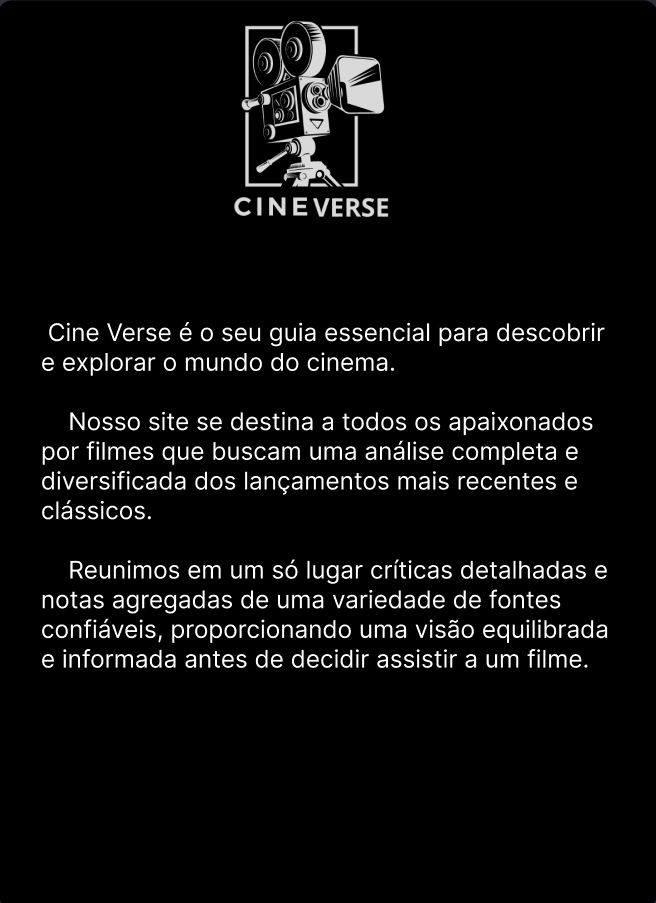 CINEVERSE
Cine Verse é o seu guia essencial para descobrir
e explorar o mundo do cinema.
Nosso site se destina a todos os apaixonados
por filmes que buscam uma análise completa e
diversificada dos lançamentos mais recentes e
clássicos.
Reunimos em um só lugar críticas detalhadas e
notas agregadas de uma variedade de fontes
confiáveis, proporcionando uma visão equilibrada
e informada antes de decidir assistir a um filme.